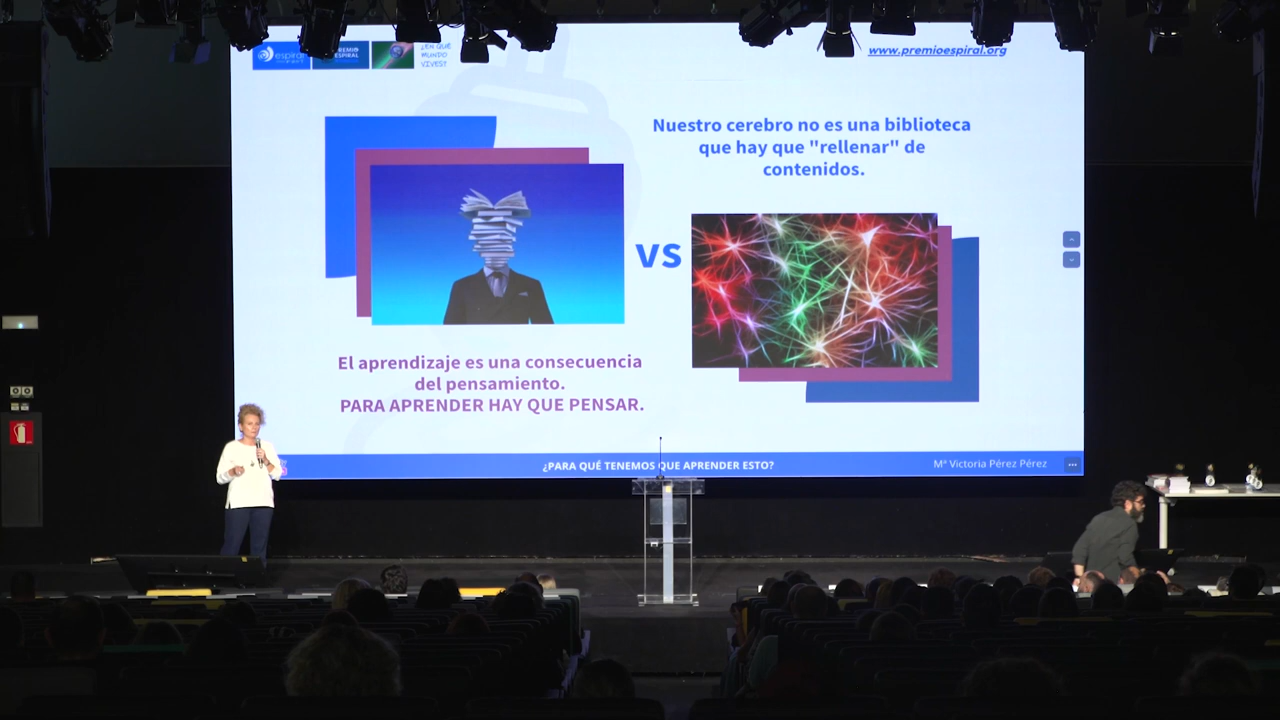 espiral
PREMIO
ESPIRAL
¿EN QUÉ
MUNDO
VIVES?
www.premioespiral.org
Nuestro cerebro no es una biblioteca
que hay que "rellenar" de
contenidos.
VS
El aprendizaje es una consecuencia
del pensamiento.
PARA APRENDER HAY QUE PENSAR.
¿PARA QUÉ TENEMOS QUE APRENDER ESTO?
Mª Victoria Pérez Pérez